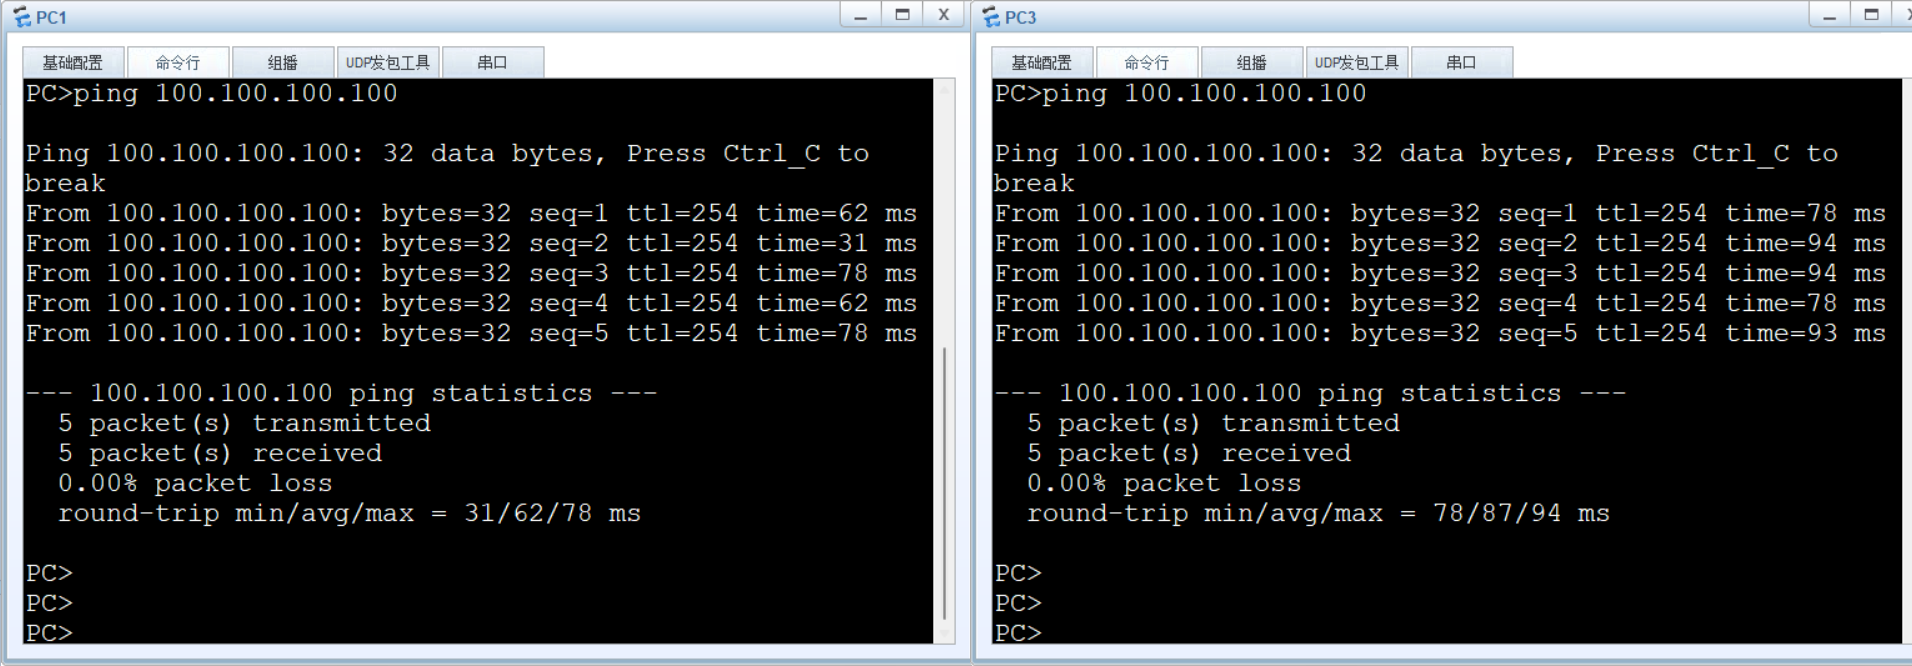 PC1
基础配置 命令行 组播 UDP发包工具 串口
PC>ping 100.100.100.100
Ping 100.100.100.100: 32 data bytes, Press Ctrl_C to
break
From 100.100.100.100: bytes=32 seq=1 ttl=254 time=62 ms
From 100.100.100.100: bytes=32 seq=2 ttl=254 time=31 ms
From 100.100.100.100: bytes=32 seq=3 ttl=254 time=78 ms
From 100.100.100.100: bytes=32 seq=4 ttl=254 time=62 ms
From 100.100.100.100: bytes=32 seq=5 ttl=254 time=78 ms
--- 100.100.100.100 ping statistics ---
5 packet(s) transmitted
5 packet(s) received
0.00% packet loss
round-trip min/avg/max = 31/62/78 ms
PC>
PC>
PC>
PC3
基础配置 命令行 组播 UDP发包工具 串口
PC>ping 100.100.100.100
Ping 100.100.100.100: 32 data bytes, Press Ctrl_C to
break
From 100.100.100.100: bytes=32 seq=1 ttl=254 time=78 ms
From 100.100.100.100: bytes=32 seq=2 ttl=254 time=94 ms
From 100.100.100.100: bytes=32 seq=3 ttl=254 time=94 ms
From 100.100.100.100: bytes=32 seq=4 ttl=254 time=78 ms
From 100.100.100.100: bytes=32 seq=5 ttl=254 time=93 ms
--- 100.100.100.100 ping statistics ---
5 packet(s) transmitted
5 packet(s) received
0.00% packet loss
round-trip min/avg/max = 78/87/94 ms
PC>
PC>
PC>